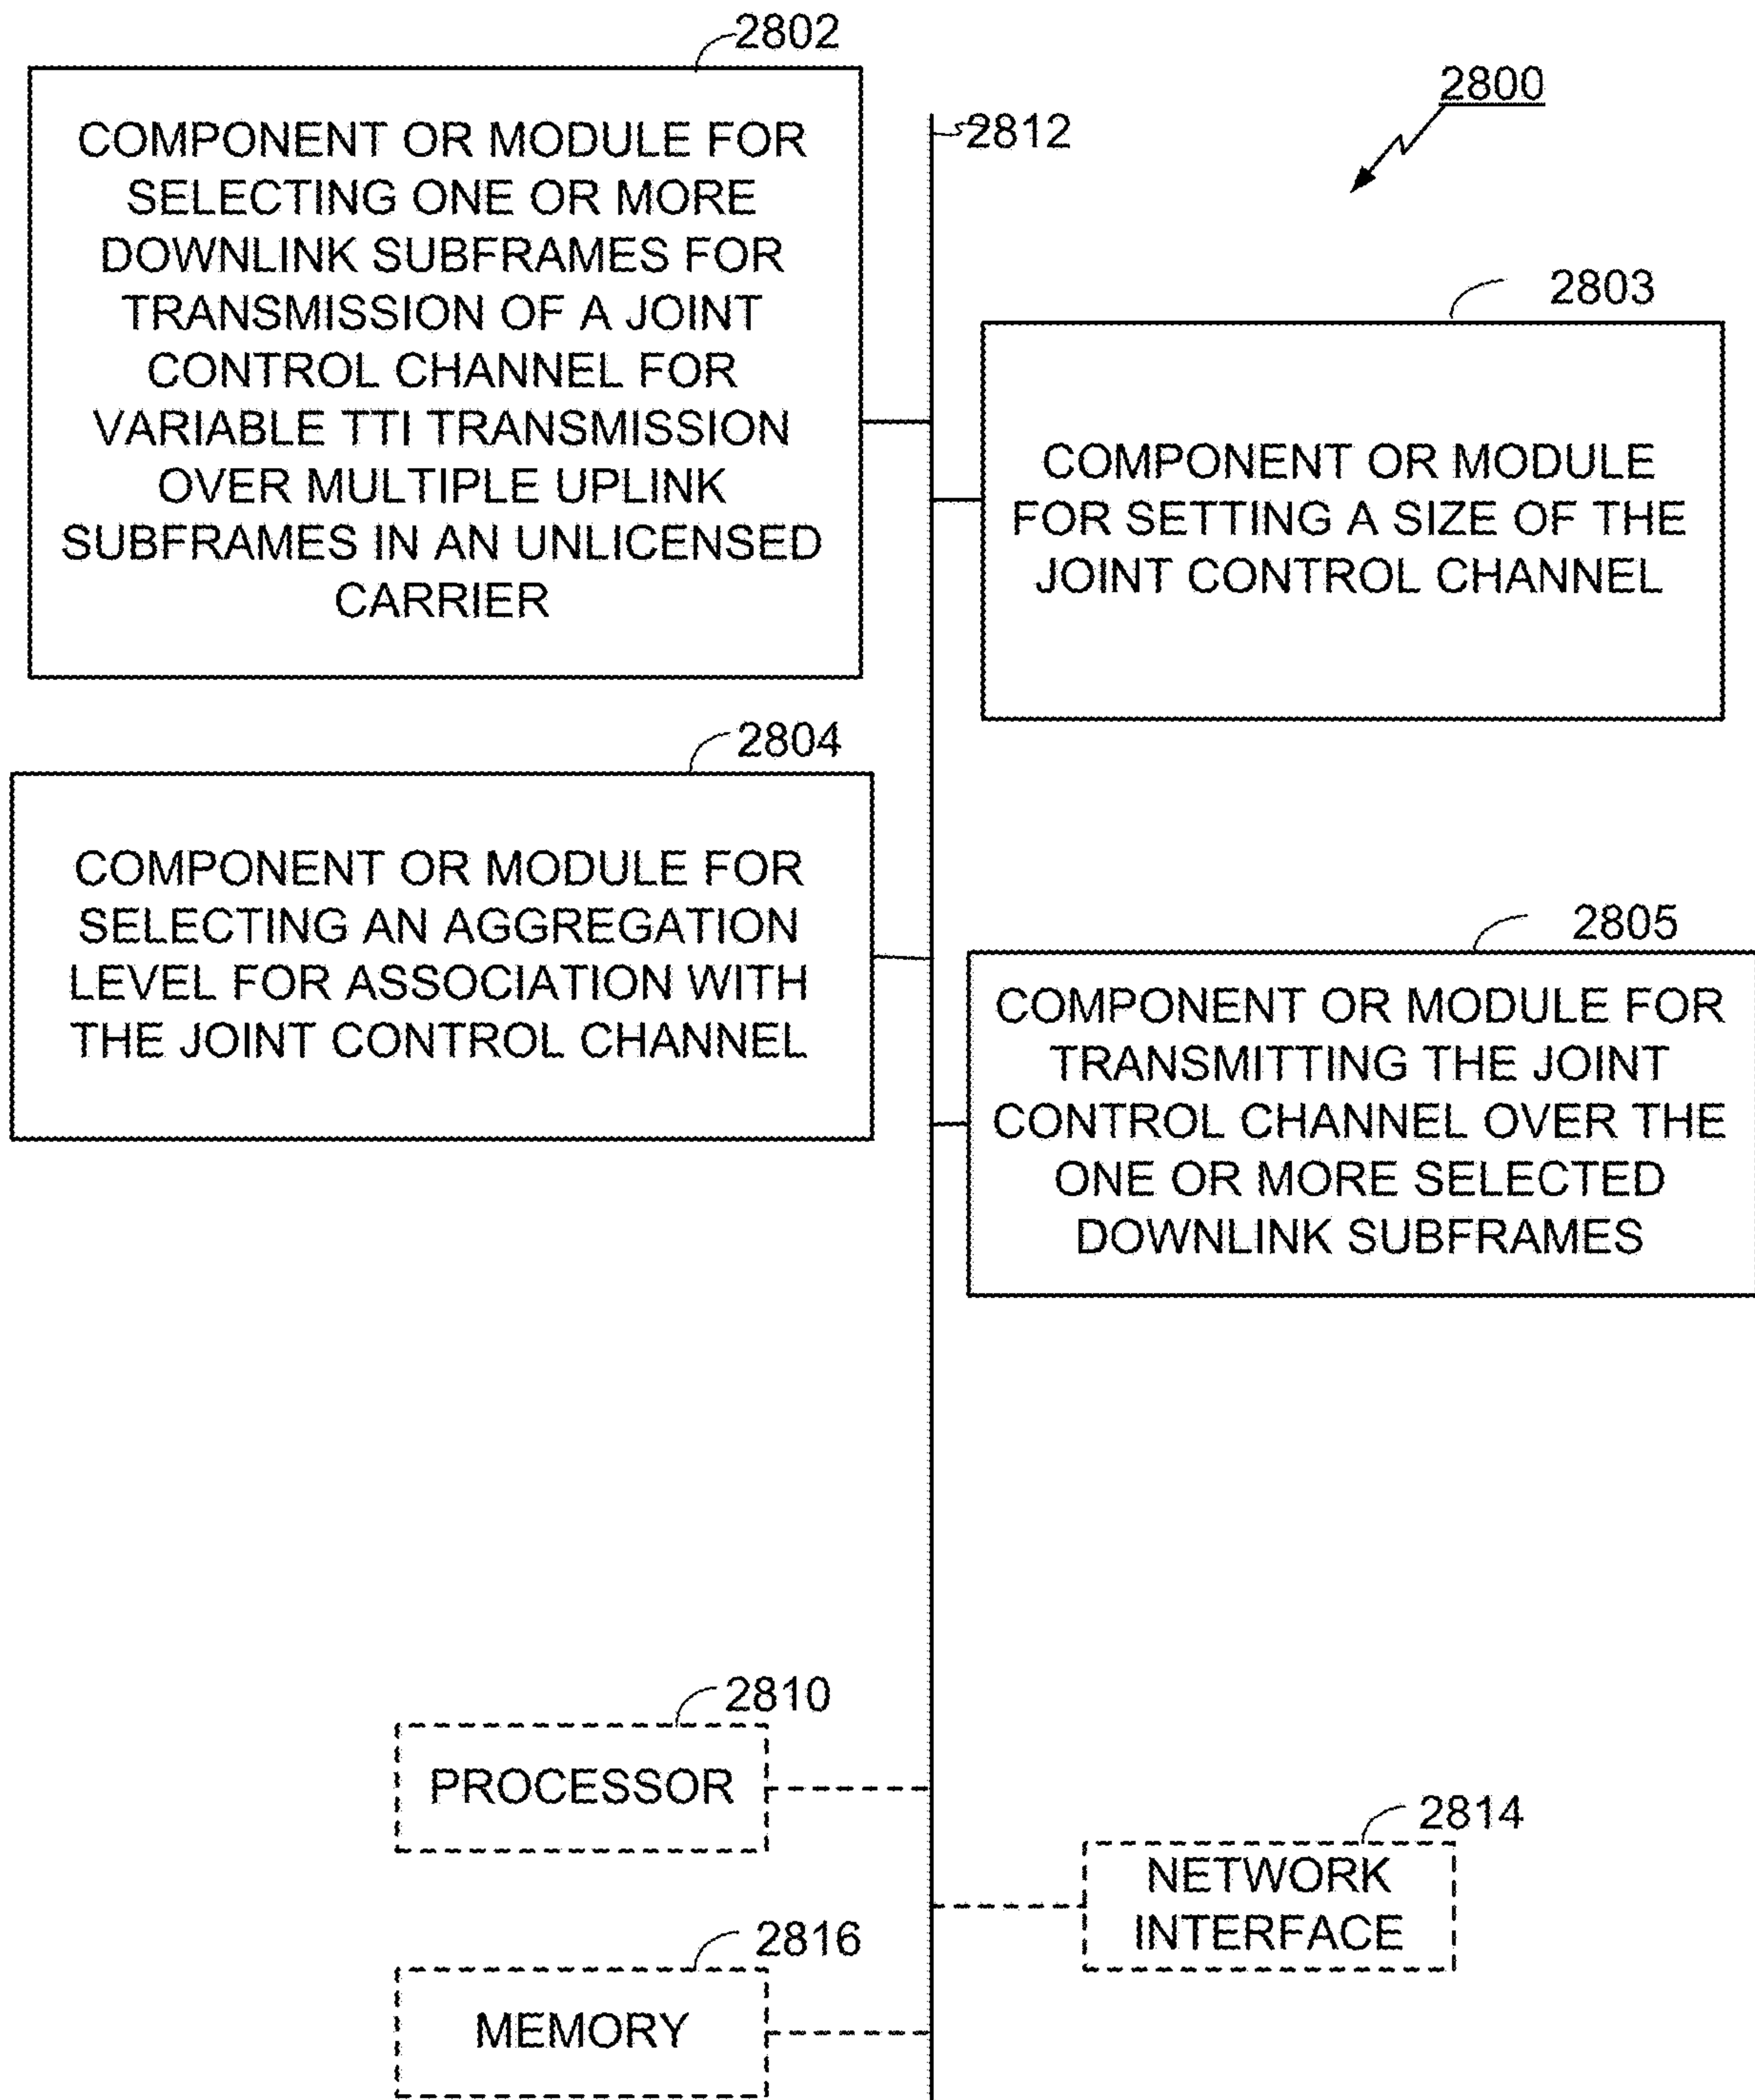 2802
COMPONENT OR MODULE FOR
SELECTING ONE OR MORE
DOWNLINK SUBFRAMES FOR
TRANSMISSION OF A JOINT
CONTROL CHANNEL FOR
VARIABLE TTI TRANSMISSION
OVER MULTIPLE UPLINK
SUBFRAMES IN AN UNLICENSED
CARRIER
2800
2812
2803
COMPONENT OR MODULE
FOR SETTING A SIZE OF THE
JOINT CONTROL CHANNEL
2804
COMPONENT OR MODULE FOR
SELECTING AN AGGREGATION
LEVEL FOR ASSOCIATION WITH
THE JOINT CONTROL CHANNEL
2805
COMPONENT OR MODULE FOR
TRANSMITTING THE JOINT
CONTROL CHANNEL OVER THE
ONE OR MORE SELECTED
DOWNLINK SUBFRAMES
2810
PROCESSOR
2814
NETWORK
INTERFACE
2816
MEMORY